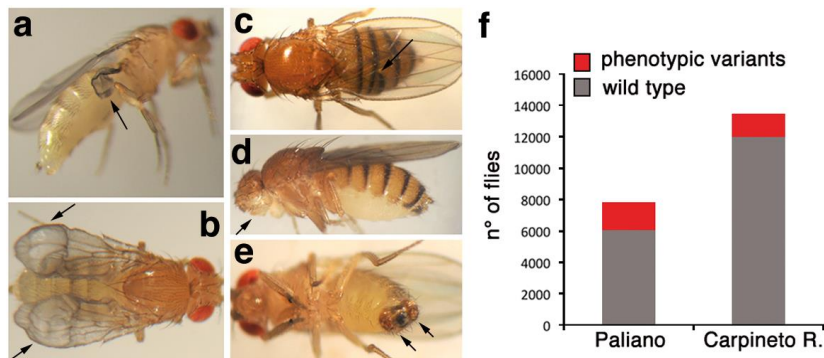 a
b
c
d
e
f
phenotypic variants
wild type
n° of flies
16000
14000
12000
10000
8000
6000
4000
2000
0
Paliano
Carpineto R.